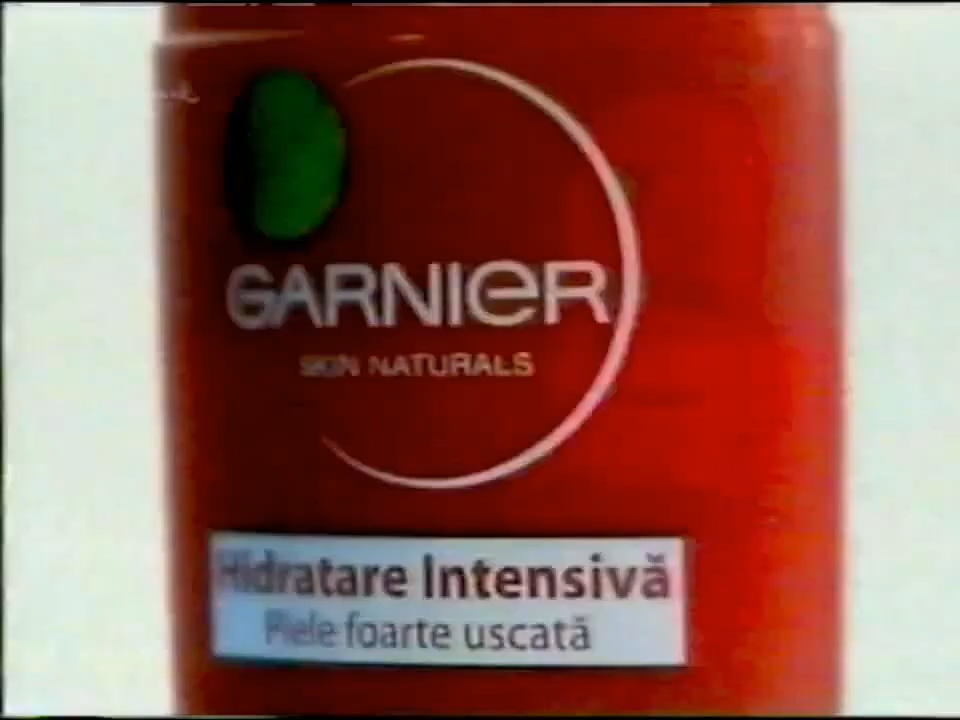 GARNIER
SKIN NATURALS
Hidratare Intensivă
Piele foarte uscată